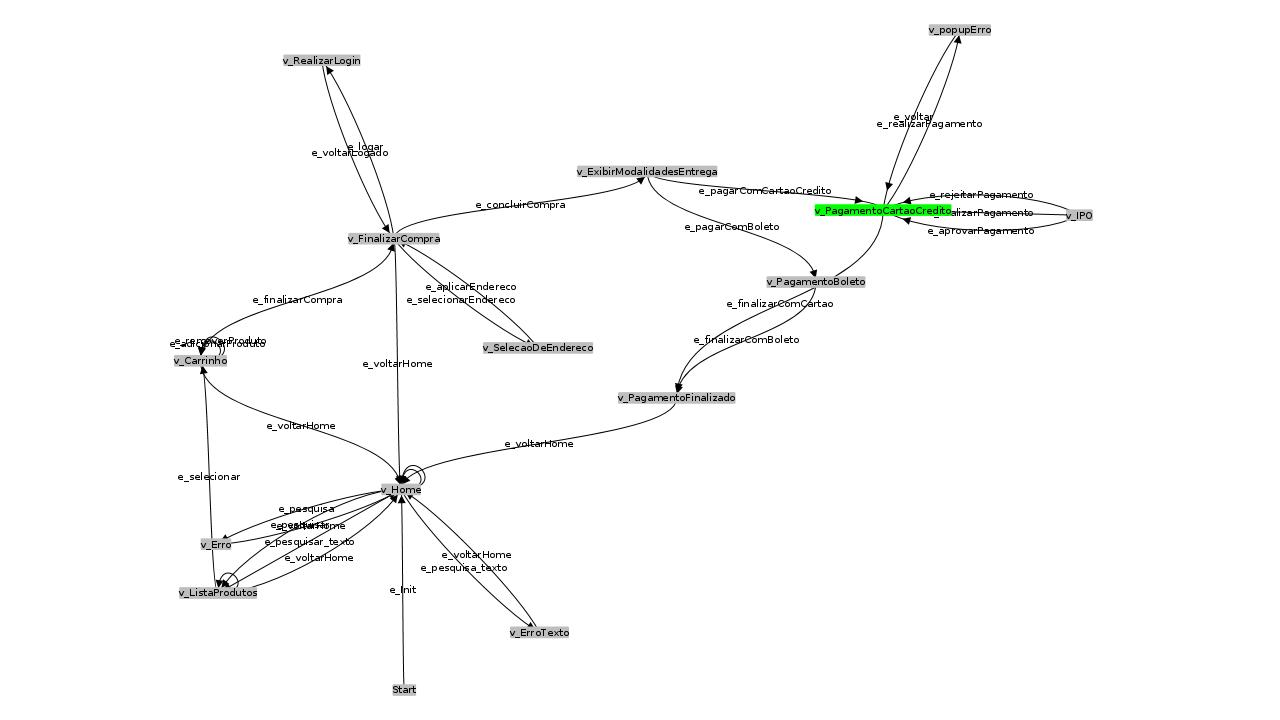 v_popupErro
v_RealizarLogin
e_voltar
e_realizarPagamento
e_logar
e_voltarLogado
v_ExibirModalidadesEntrega
e_pagarComCartaoCredito
e_rejeitarPagamento
e_concluirCompra
v_PagamentoCartaoCredito
v_IPO
e_pagarComBoleto
e_aprovarPagamento
v_FinalizarCompra
v_PagamentoBoleto
e_aplicarEndereco
e_finalizarCompra
e_selecionarEndereco
e_finalizarComCartao
e_removerProduto
e_adicionarProduto
e_finalizarComBoleto
v_SelecaoDeEndereco
v_Carrinho
e_voltarHome
v_PagamentoFinalizado
e_voltarHome
e_voltarHome
e_selecionar
v_Home
e_pesquisa
e_voltarHome
v_Erro
e_pesquisar_texto
e_voltarHome
e_voltarHome
e_pesquisa_texto
v_ListaProdutos
e_Init
v_ErroTexto
Start